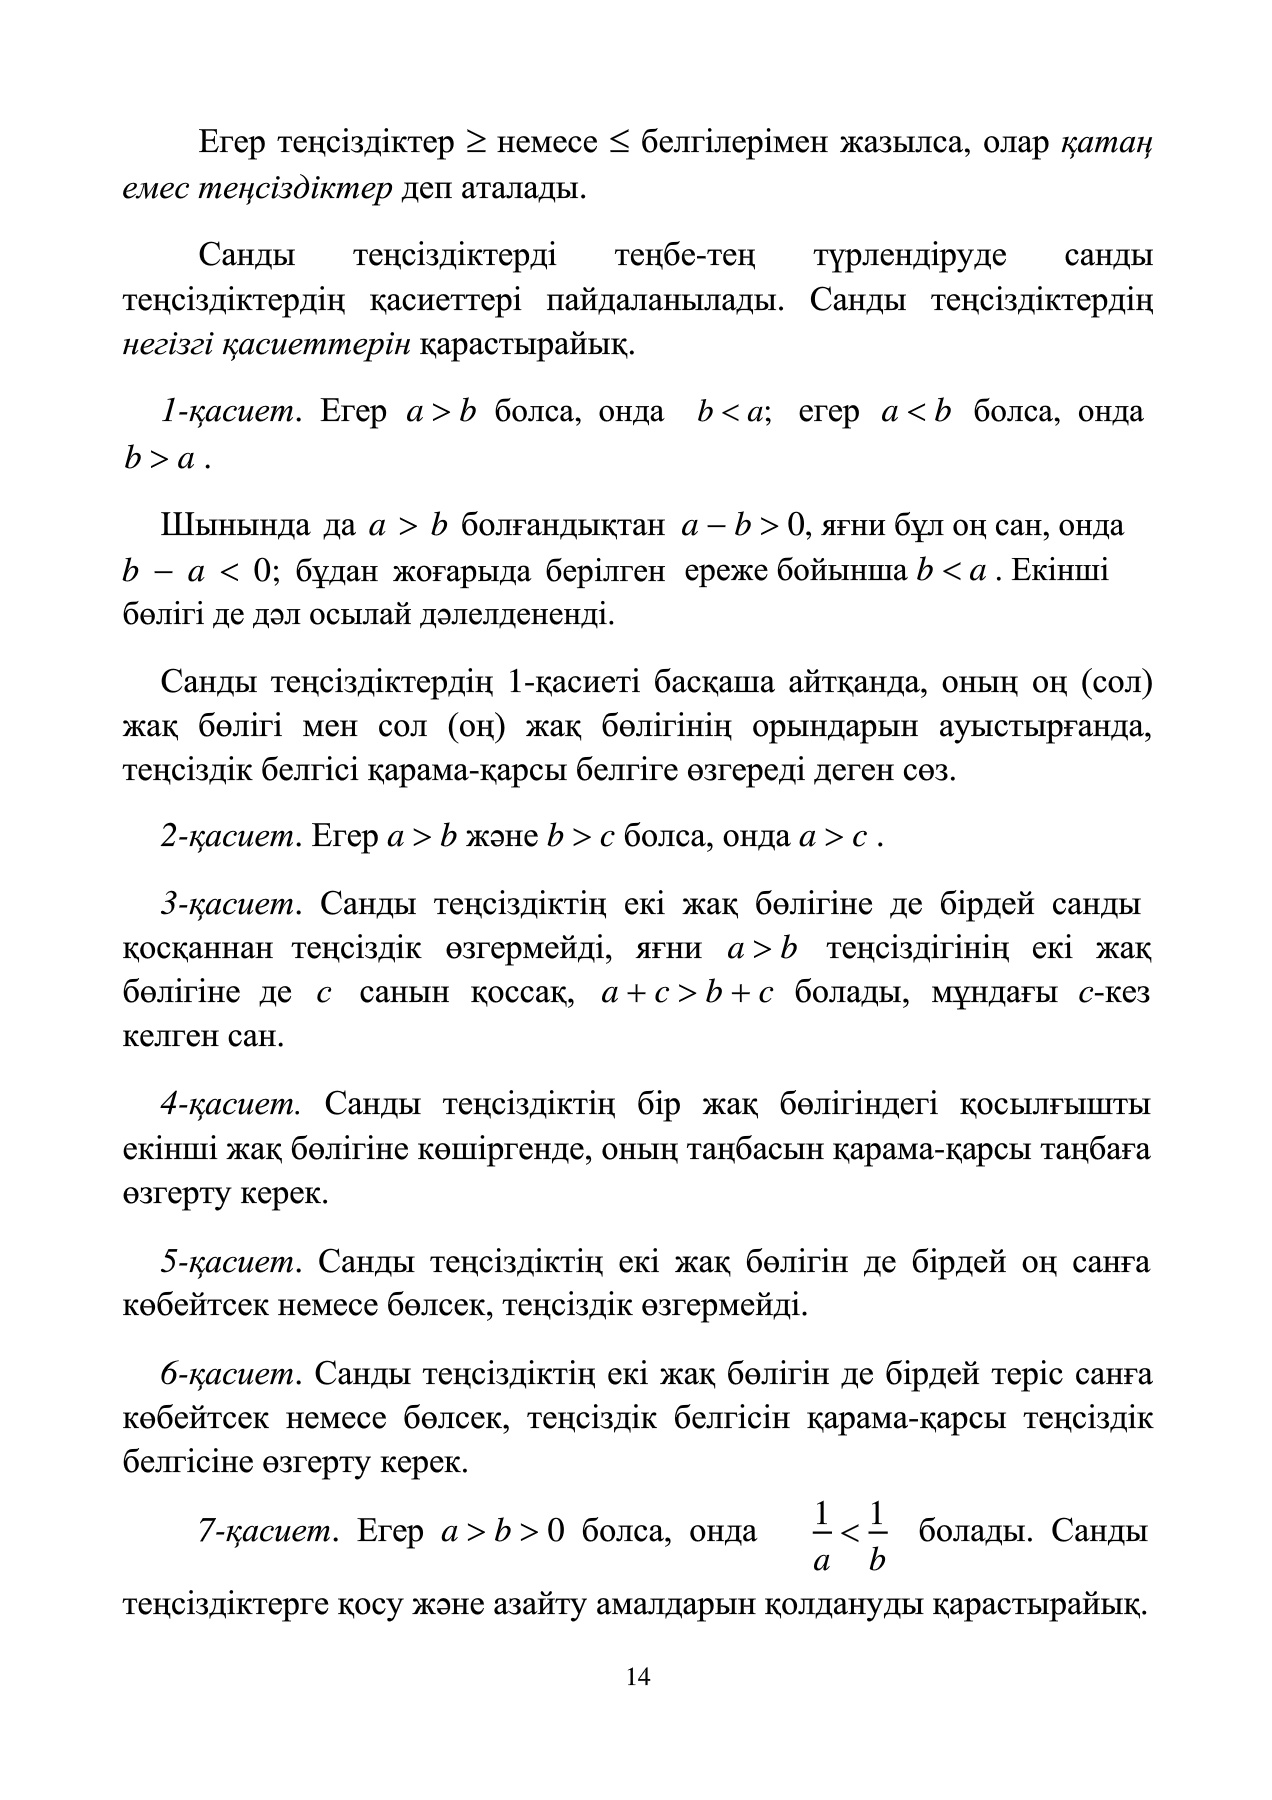 Егер теңсіздіктер ≥ немесе ≤ белгілерімен жазылса, олар қатаң
емес теңсіздіктер деп аталады.
Санды теңсіздіктерді теңбе-тең түрлендіруде санды
теңсіздіктердің қасиеттері пайдаланылады. Санды теңсіздіктердің
негізгі қасиеттерін қарастырайық.
1-қасиет. Егер a > b болса, онда b < a; егер a < b болса, онда
b > a .
Шынында да a > b болғандықтан a − b > 0, яғни бұл оң сан, онда
b − a < 0; бұдан жоғарыда берілген ереже бойынша b < a . Екінші
бөлігі де дәл осылай дәлелдененді.
Санды теңсіздіктердің 1-қасиеті басқаша айтқанда, оның оң (сол)
жақ бөлігі мен сол (оң) жақ бөлігінің орындарын ауыстырғанда,
теңсіздік белгісі қарама-қарсы белгіге өзгереді деген сөз.
2-қасиет. Егер a > b және b > c болса, онда a > c .
3-қасиет. Санды теңсіздіктің екі жақ бөлігіне де бірдей санды
қосқаннан теңсіздік өзгермейді, яғни a > b теңсіздігінің екі жақ
бөлігіне де c санын қоссақ, a + c > b + c болады, мұндағы c-кез
келген сан.
4-қасиет. Санды теңсіздіктің бір жақ бөлігіндегі қосылғышты
екінші жақ бөлігіне көшіргенде, оның таңбасын қарама-қарсы таңбаға
өзгерту керек.
5-қасиет. Санды теңсіздіктің екі жақ бөлігін де бірдей оң санға
көбейтсек немесе бөлсек, теңсіздік өзгермейді.
6-қасиет. Санды теңсіздіктің екі жақ бөлігін де бірдей теріс санға
көбейтсек немесе бөлсек, теңсіздік белгісін қарама-қарсы теңсіздік
белгісіне өзгерту керек.
7-қасиет. Егер a > b > 0 болса, онда 1/a < 1/b болады. Санды
теңсіздіктерге қосу және азайту амалдарын қолдануды қарастырайық.
14